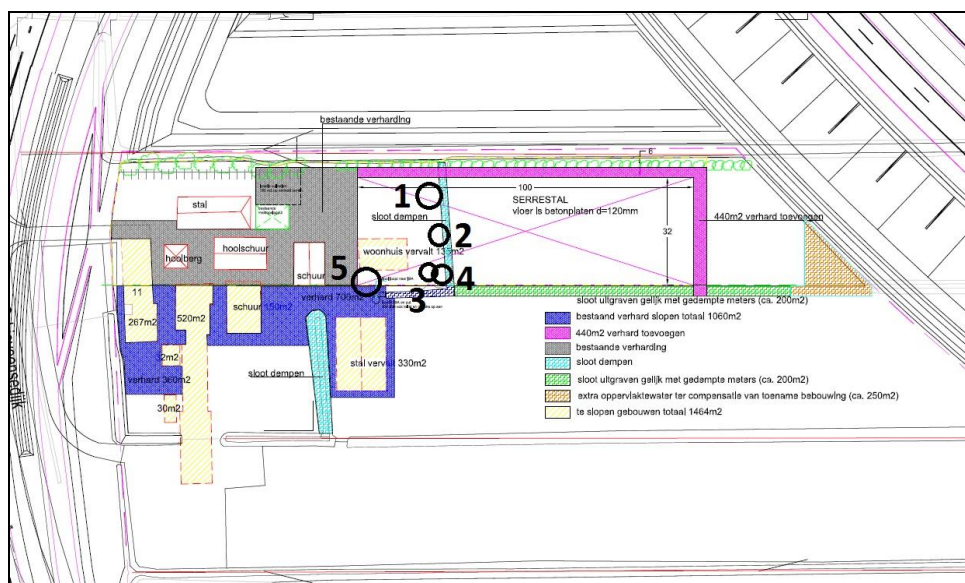 bestaande verharding
6
100
SERRESTAL
vloer is betonplaten d=120mm
32
440m2 verhard toevoegen
stal
sloot dempen
hooiberg
hooischuur
schuur
woonhuis vervalt 135m2
1
2
3
4
5
11
267m2
520m2
schuur 150m2
verhard 700m2
32m2
verhard 360m2
30m2
sloot dempen
stal vervalt 330m2
sloot uitgraven gelijk met gedempte meters (ca. 200m2)
bestaand verhard slopen totaal 1060m2
440m2 verhard toevoegen
bestaande verharding
sloot dempen
sloot uitgraven gelijk met gedempte meters (ca. 200m2)
extra oppervlaktewater ter compensatie van toename bebouwing (ca. 250m2)
te slopen gebouwen totaal 1464m2